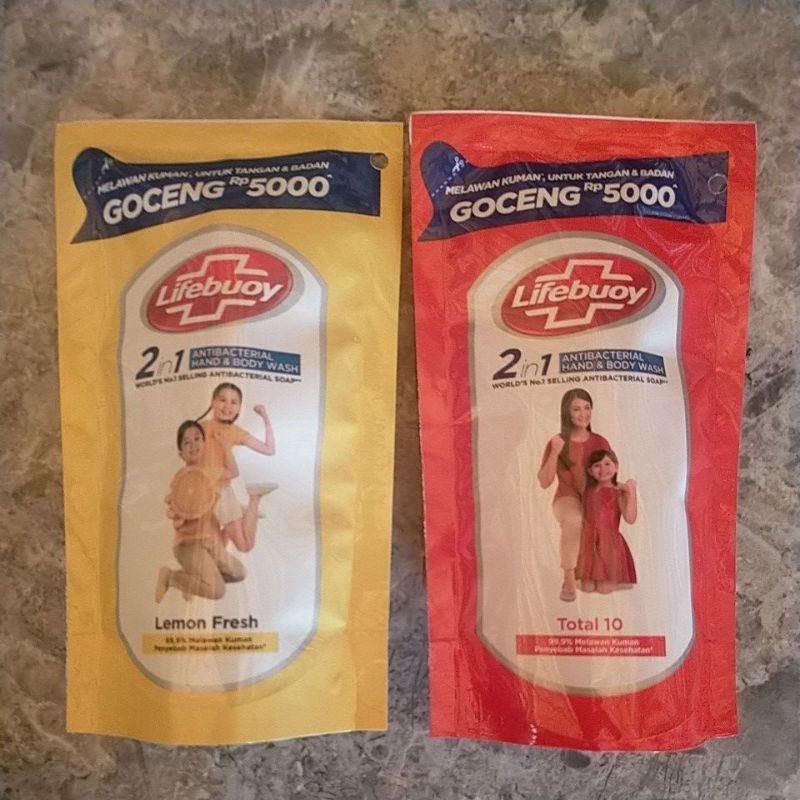 MELAWAN KUMAN*, UNTUK TANGAN & BADAN
GOCENG Rp5000^
Lifebuoy
2in1 ANTIBACTERIAL
HAND & BODY WASH
WORLD'S No.1 SELLING ANTIBACTERIAL SOAP**
Lemon Fresh
99,9% Melawan Kuman
Penyebab Masalah Kesehatan*
MELAWAN KUMAN*, UNTUK TANGAN & BADAN
GOCENG Rp5000^
Lifebuoy
2in1 ANTIBACTERIAL
HAND & BODY WASH
WORLD'S No.1 SELLING ANTIBACTERIAL SOAP**
Total 10
99,9% Melawan Kuman
Penyebab Masalah Kesehatan*